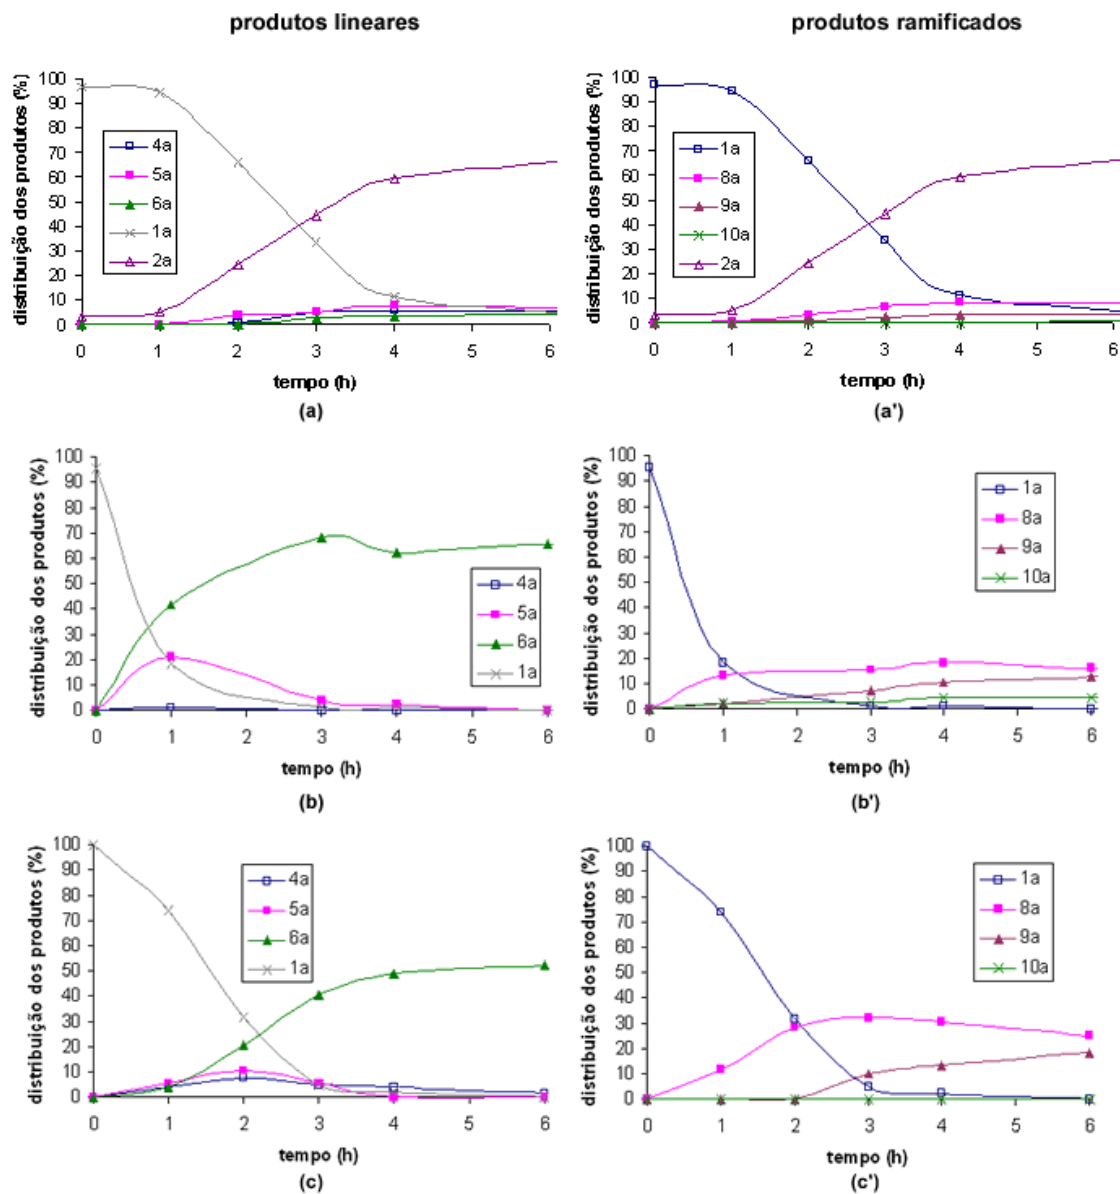 produtos lineares
produtos ramificados
distribuição dos produtos (%)
100
90
80
70
60
50
40
30
20
10
0
4a
5a
6a
1a
2a
0 1 2 3 4 5 6
tempo (h)
(a)
distribuição dos produtos (%)
100
90
80
70
60
50
40
30
20
10
0
1a
8a
9a
10a
2a
0 1 2 3 4 5 6
tempo (h)
(a')
distribuição dos produtos (%)
100
90
80
70
60
50
40
30
20
10
0
4a
5a
6a
1a
0 1 2 3 4 5 6
tempo (h)
(b)
distribuição dos produtos (%)
100
90
80
70
60
50
40
30
20
10
0
1a
8a
9a
10a
0 1 2 3 4 5 6
tempo (h)
(b')
distribuição dos produtos (%)
100
90
80
70
60
50
40
30
20
10
0
4a
5a
6a
1a
0 1 2 3 4 5 6
tempo (h)
(c)
distribuição dos produtos (%)
100
90
80
70
60
50
40
30
20
10
0
1a
8a
9a
10a
0 1 2 3 4 5 6
tempo (h)
(c')